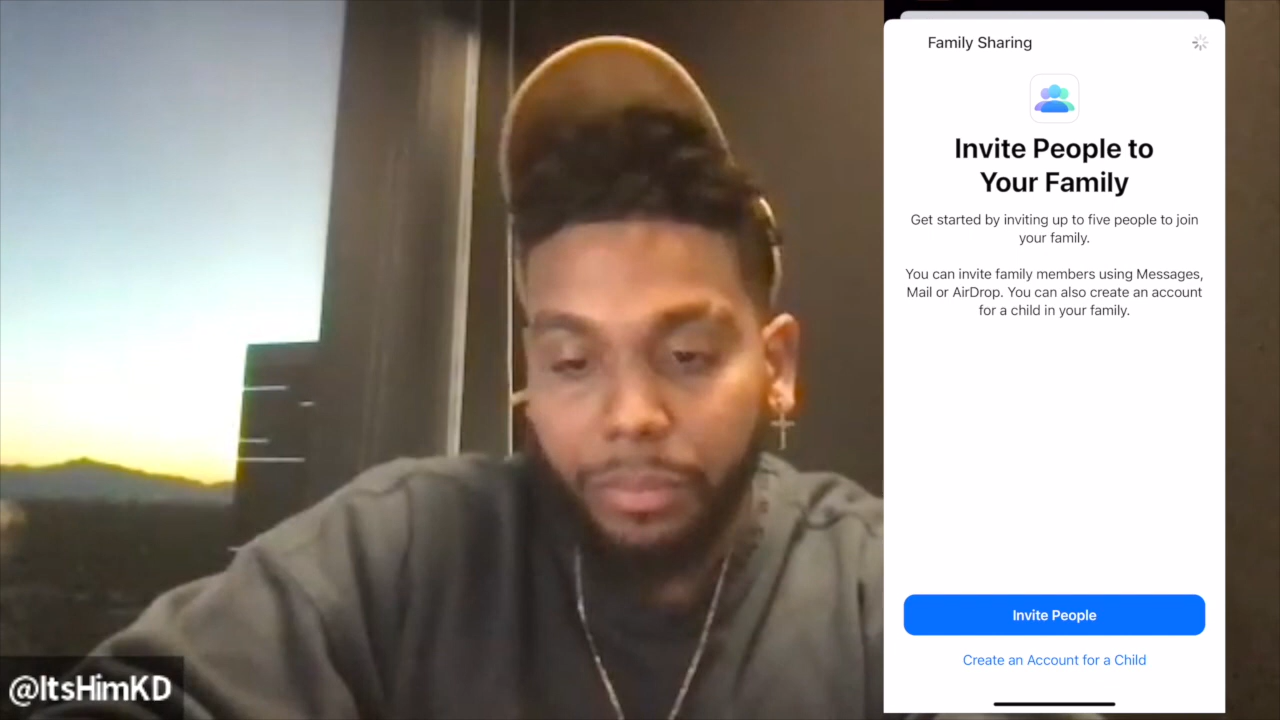 Family Sharing
Invite People to
Your Family
Get started by inviting up to five people to join
your family.
You can invite family members using Messages,
Mail or AirDrop. You can also create an account
for a child in your family.
Invite People
Create an Account for a Child
@ItsHimKD